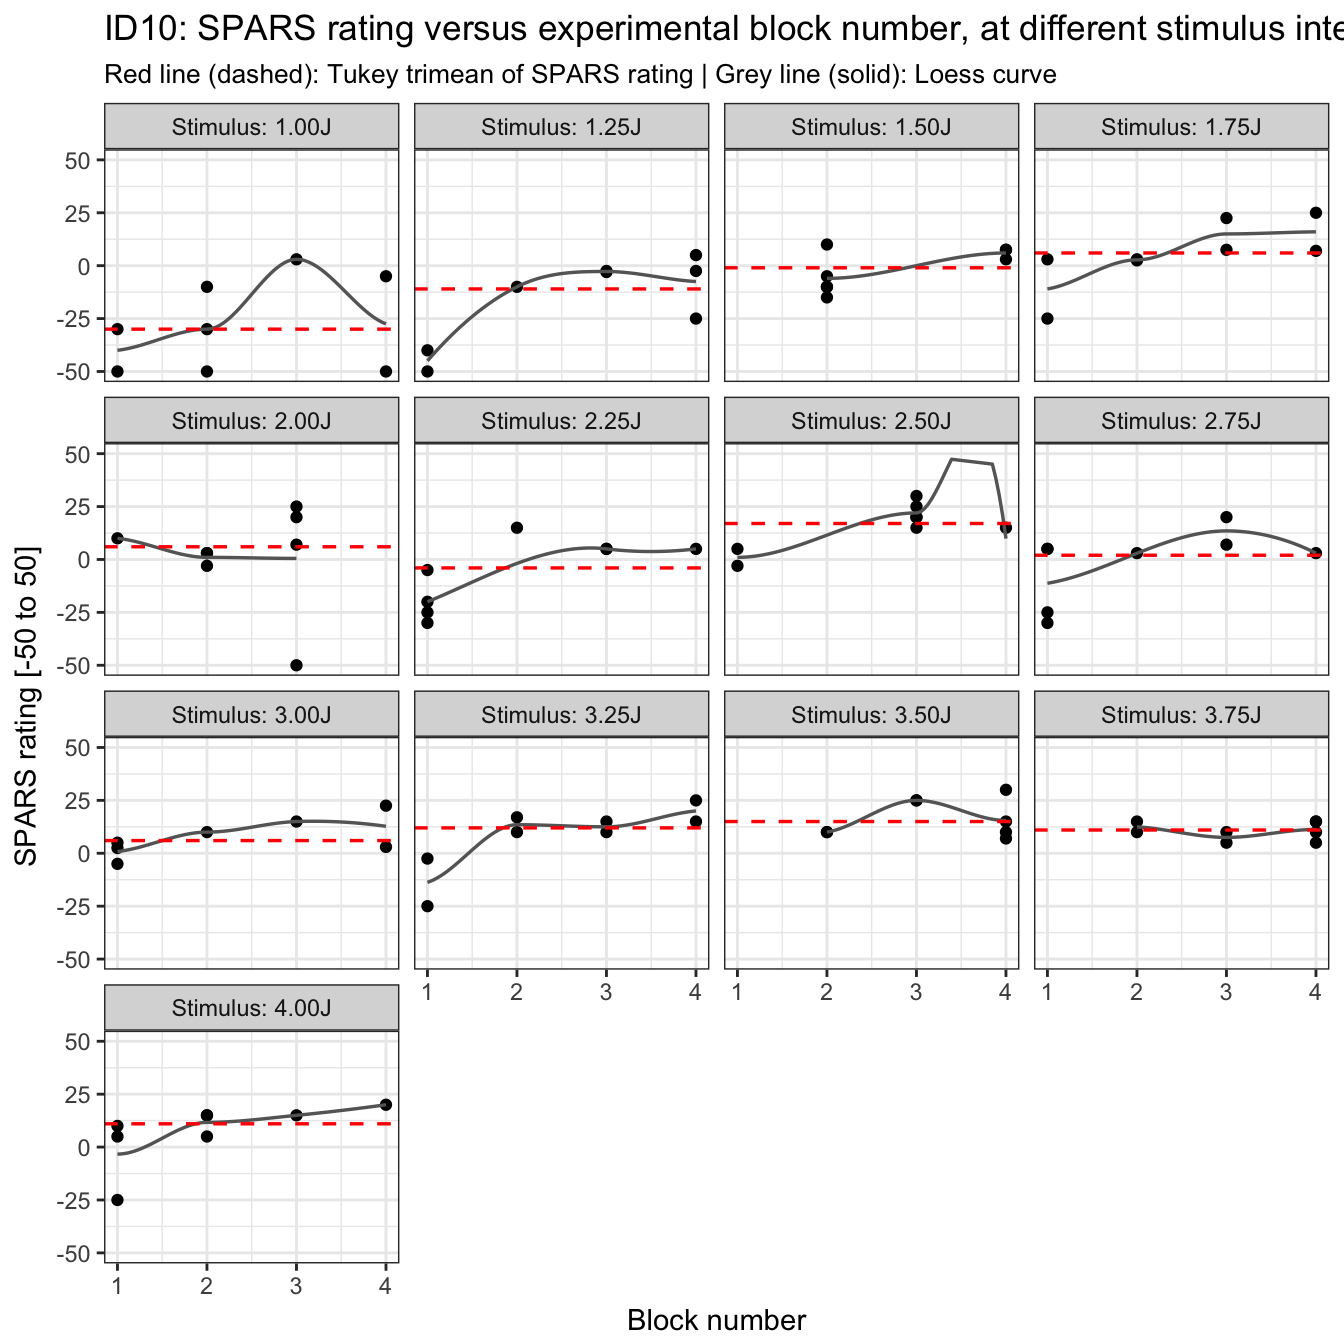 ID10: SPARS rating versus experimental block number, at different stimulus inte
Red line (dashed): Tukey trimean of SPARS rating | Grey line (solid): Loess curve
Stimulus: 1.00J Stimulus: 1.25J Stimulus: 1.50J Stimulus: 1.75J
50
25
0
-25
-50
Stimulus: 2.00J Stimulus: 2.25J Stimulus: 2.50J Stimulus: 2.75J
50
25
0
-25
-50
SPARS rating [-50 to 50]
Stimulus: 3.00J Stimulus: 3.25J Stimulus: 3.50J Stimulus: 3.75J
50
25
0
-25
-50
1 2 3 4 1 2 3 4 1 2 3 4
Stimulus: 4.00J
50
25
0
-25
-50
1 2 3 4
Block number